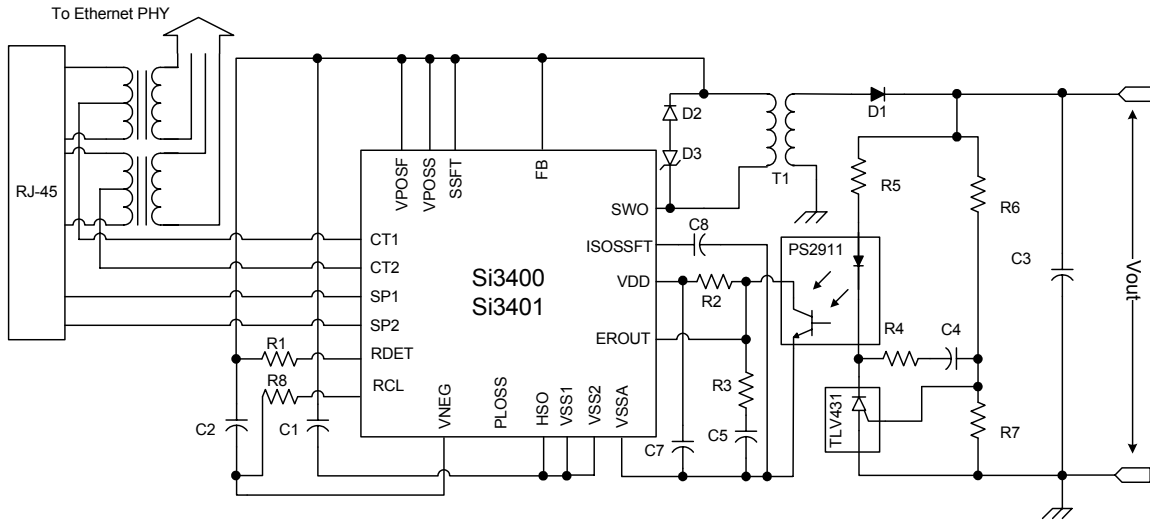 To Ethernet PHY
RJ-45
VPOSF
VPOSS
SSFT
FB
D2
D3
T1
D1
R5
R6
SWO
ISOSSFT
C8
PS2911
CT1
CT2
SP1
SP2
RDET
RCL
Si3400
Si3401
VDD
R2
EROUT
C3
Vout
R4
C4
R1
R8
R3
C2
C1
VNEG
PLOSS
HSO
VSS1
VSS2
VSSA
C7
C5
TLV431
R7